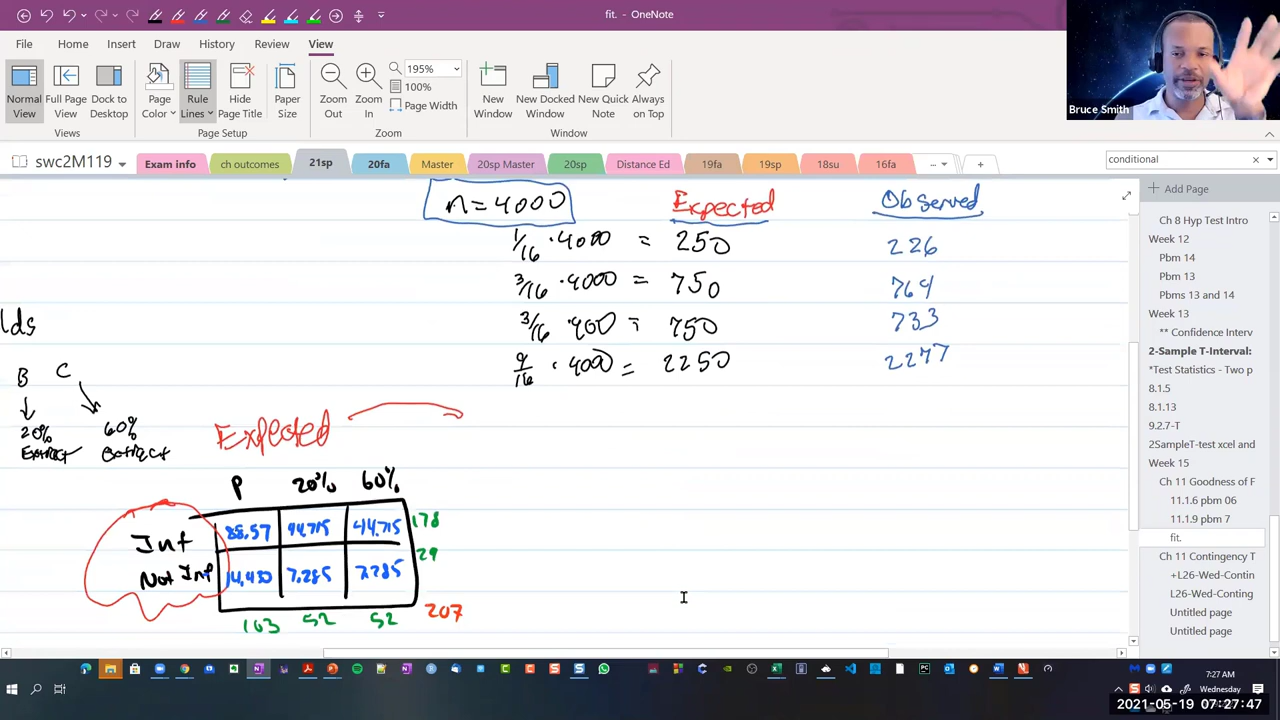 fit. - OneNote
Bruce Smith
File Home Insert Draw History Review View
Normal View
Full Page View
Dock to Desktop
Views
Page Color
Rule Lines
Hide Page Title
Paper Size
Page Setup
Zoom Out
Zoom In
195%
100%
Page Width
Zoom
New Window
New Docked Window
New Quick Note
Always on Top
Window
swc2M119
Exam info ch outcomes 21sp 20fa Master 20sp Master 20sp Distance Ed 19fa 19sp 18su 16fa ...
conditional
n=4000 Expected Observed
1/16 · 4000 = 250 226
3/16 · 4000 = 750 764
3/16 · 400 = 750 733
9/16 · 4000 = 2250 2277
lds
B C
20% Extract
60% Extract
Expected
P 20% 60%
Inf 88.57 44.715 44.715 178
Not Inf 14.430 7.285 7.285 29
103 52 52 207
Add Page
Ch 8 Hyp Test Intro
Week 12
Pbm 14
Pbm 13
Pbms 13 and 14
Week 13
** Confidence Interv
2-Sample T-Interval:
*Test Statistics - Two p
8.1.5
8.1.13
9.2.7-T
2SampleT-test xcel and
Week 15
Ch 11 Goodness of F
11.1.6 pbm 06
11.1.9 pbm 7
fit.
Ch 11 Contingency T
+L26-Wed-Contin
L26-Wed-Conting
Untitled page
Untitled page
7:27 AM
Wednesday
2021-05-19 07:27:47